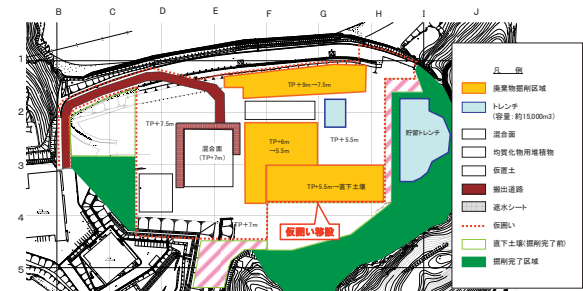 B C D E F G H I J
1
TP+9m→7.5m
2
TP+7.5m
TP+5.5m
貯留トレンチ
混合面
(TP+7m)
TP+6m
→5.5m
3
TP+5.5m→直下土壌
4
TP+7m
仮囲い移設
5
凡 例
廃棄物掘削区域
トレンチ
(容量:約15,000m3)
混合面
均質化物用堆積物
仮置土
搬出道路
遮水シート
仮囲い
直下土壌(掘削完了前)
掘削完了区域